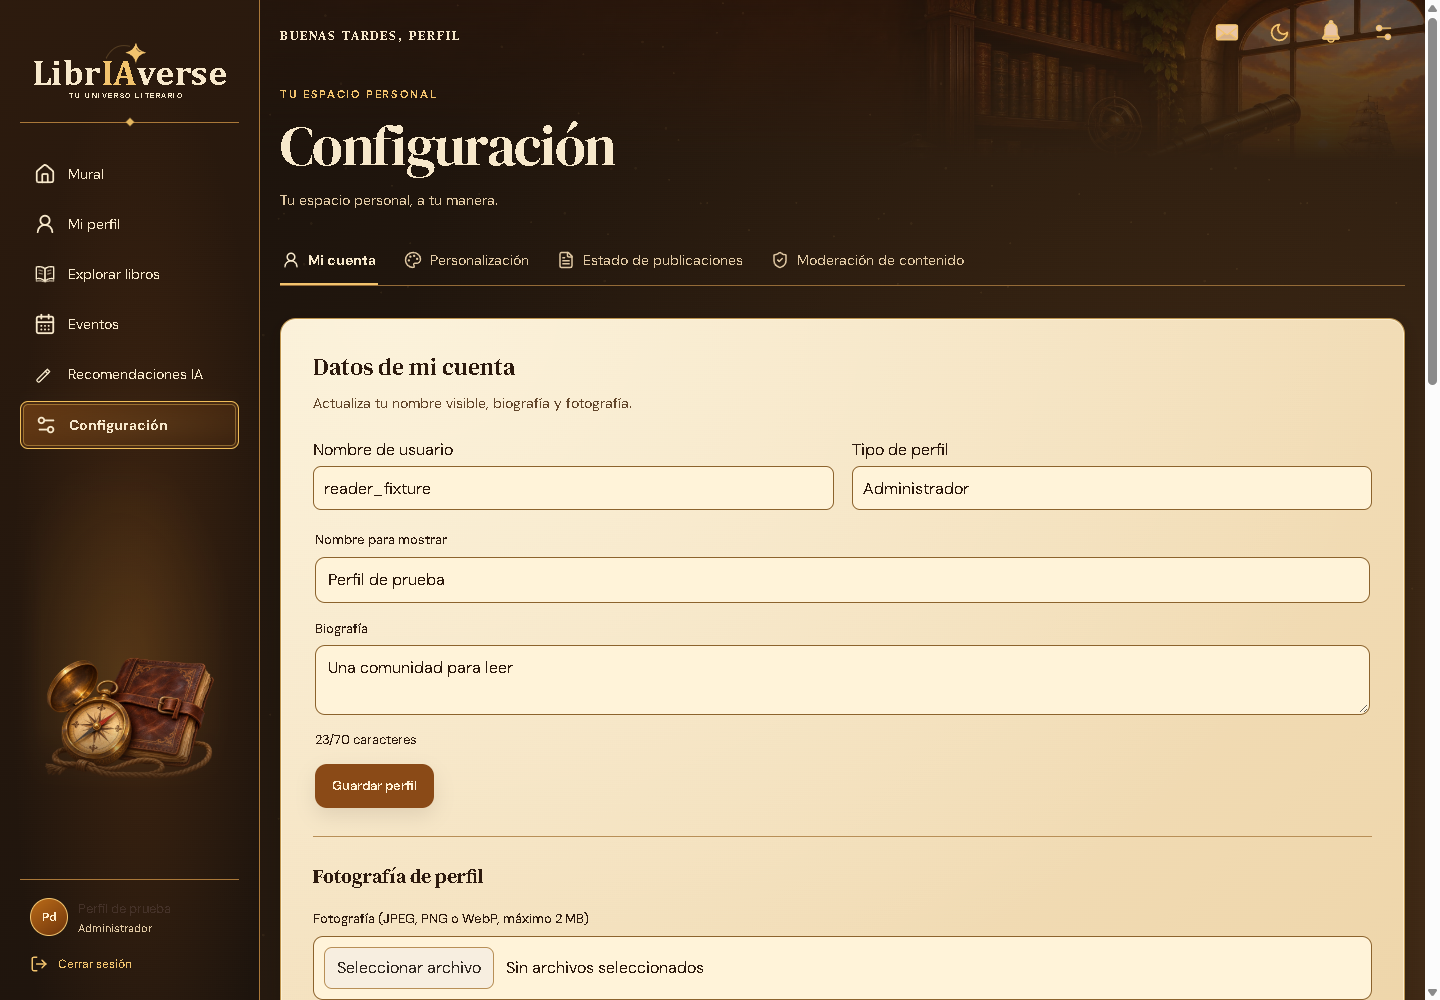 LibrIAverse
TU UNIVERSO LITERARIO
Mural
Mi perfil
Explorar libros
Eventos
Recomendaciones IA
Configuración
Pd
Perfil de prueba
Administrador
Cerrar sesión
BUENAS TARDES, PERFIL
TU ESPACIO PERSONAL
Configuración
Tu espacio personal, a tu manera.
Mi cuenta
Personalización
Estado de publicaciones
Moderación de contenido
Datos de mi cuenta
Actualiza tu nombre visible, biografía y fotografía.
Nombre de usuario
reader_fixture
Tipo de perfil
Administrador
Nombre para mostrar
Perfil de prueba
Biografía
Una comunidad para leer
23/70 caracteres
Guardar perfil
Fotografía de perfil
Fotografía (JPEG, PNG o WebP, máximo 2 MB)
Seleccionar archivo
Sin archivos seleccionados